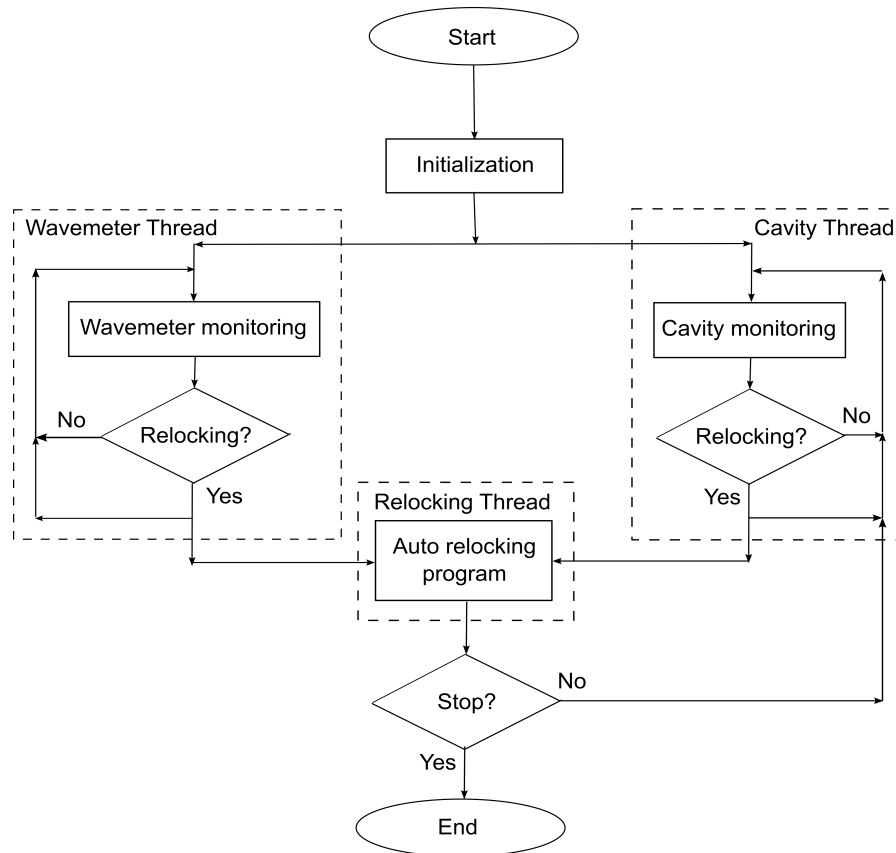 Start
Initialization
Wavemeter Thread
Cavity Thread
Wavemeter monitoring
Cavity monitoring
No
Relocking?
Relocking?
No
Yes
Yes
Relocking Thread
Auto relocking
program
No
Stop?
Yes
End